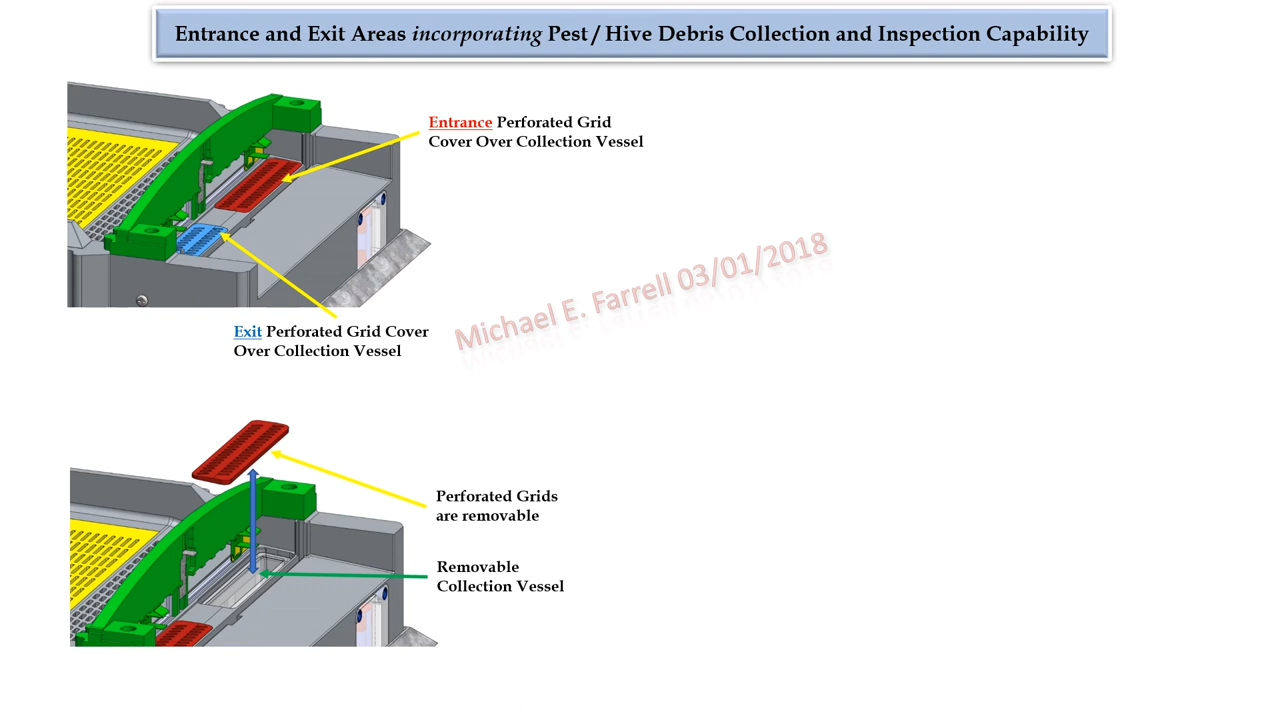 Entrance and Exit Areas incorporating Pest / Hive Debris Collection and Inspection Capability
Entrance Perforated Grid
Cover Over Collection Vessel
Michael E. Farrell 03/01/2018
Exit Perforated Grid Cover
Over Collection Vessel
Perforated Grids
are removable
Removable
Collection Vessel